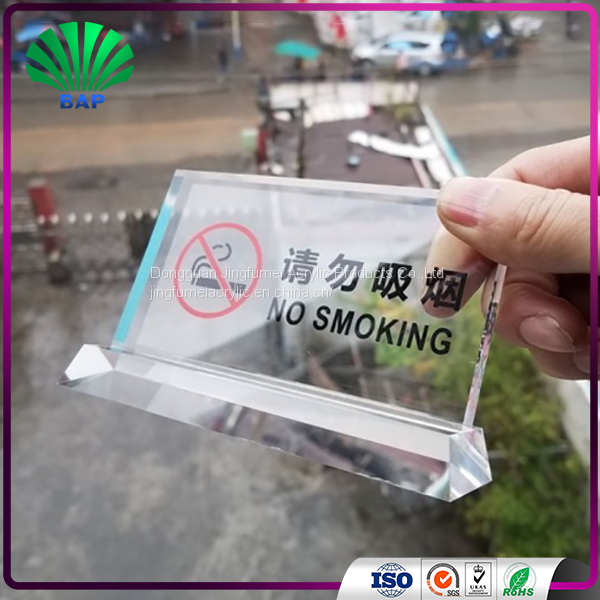 BAP
请勿吸烟
Dongguan Jingfumei Acrylic Products Co., Ltd
jingfumeiacrylic.en.china.cn/
NO SMOKING
ISO
SGS
UKAS
RoHS